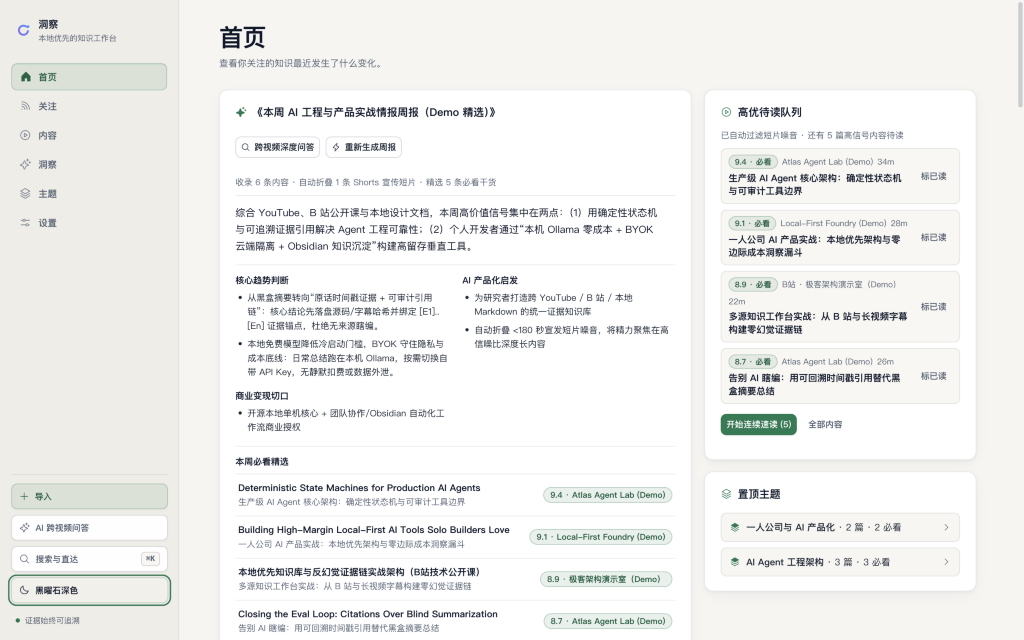 洞察
本地优先的知识工作台
首页
关注
内容
洞察
主题
设置
导入
AI 跨视频问答
搜索与直达 ⌘K
黑曜石深色
证据始终可追溯
首页
查看你关注的知识最近发生了什么变化。
《本周 AI 工程与产品实战情报周报（Demo 精选）》
跨视频深度问答 重新生成周报
收录 6 条内容 · 自动折叠 1 条 Shorts 宣传短片 · 精选 5 条必看干货
综合 YouTube、B 站公开课与本地设计文档，本周高价值信号集中在两点：（1）用确定性状态机
与可追溯证据引用解决 Agent 工程可靠性；（2）个人开发者通过“本机 Ollama 零成本 + BYOK
云端隔离 + Obsidian 知识沉淀”构建高留存垂直工具。
核心趋势判断
• 从黑盒摘要转向“原话时间戳证据 + 可审计引用
链”：核心结论先落盘源码/字幕哈希并绑定 [E1]..
[En] 证据锚点，杜绝无来源瞎编。
• 本地免费模型降低冷启动门槛，BYOK 守住隐私与
成本底线：日常总结跑在本机 Ollama，按需切换自
带 API Key，无静默扣费或数据外泄。
AI 产品化启发
• 为研究者打造跨 YouTube / B 站 / 本地
Markdown 的统一证据知识库
• 自动折叠 <180 秒宣发短片噪音，将精力聚焦在高
信噪比深度长内容
商业变现切口
• 开源本地单机核心 + 团队协作/Obsidian 自动化工
作流商业授权
本周必看精选
Deterministic State Machines for Production AI Agents
生产级 AI Agent 核心架构：确定性状态机与可审计工具边界
9.4 · Atlas Agent Lab (Demo)
Building High-Margin Local-First AI Tools Solo Builders Love
一人公司 AI 产品实战：本地优先架构与零边际成本洞察漏斗
9.1 · Local-First Foundry (Demo)
本地优先知识库与反幻觉证据链实战架构（B站技术公开课）
多源知识工作台实战：从 B 站与长视频字幕构建零幻觉证据链
8.9 · 极客架构演示室（Demo）
Closing the Eval Loop: Citations Over Blind Summarization
告别 AI 瞎编：用可回溯时间戳引用替代黑盒摘要总结
8.7 · Atlas Agent Lab (Demo)
高优待读队列
已自动过滤短片噪音 · 还有 5 篇高信号内容待读
9.4 · 必看 Atlas Agent Lab (Demo) 34m
生产级 AI Agent 核心架构：确定性状态机
与可审计工具边界
标已读
9.1 · 必看 Local-First Foundry (Demo) 28m
一人公司 AI 产品实战：本地优先架构与零
边际成本洞察漏斗
标已读
8.9 · 必看 B站 · 极客架构演示室（Demo）
22m
多源知识工作台实战：从 B 站与长视频字幕
构建零幻觉证据链
标已读
8.7 · 必看 Atlas Agent Lab (Demo) 26m
告别 AI 瞎编：用可回溯时间戳引用替代黑
盒摘要总结
标已读
开始连续速读 (5) 全部内容
置顶主题
一人公司与 AI 产品化 · 2 篇 · 2 必看
AI Agent 工程架构 · 3 篇 · 3 必看